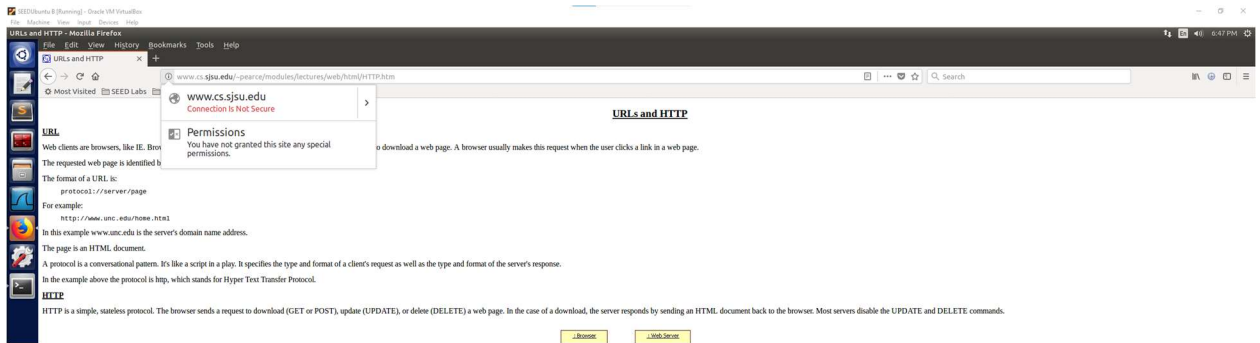 SEEDUbuntu B [Running] - Oracle VM VirtualBox
File Machine View Input Devices Help
URLs and HTTP - Mozilla Firefox
En 6:47 PM
File Edit View History Bookmarks Tools Help
URLs and HTTP
www.cs.sjsu.edu/~pearce/modules/lectures/web/html/HTTP.htm
Search
Most Visited SEED Labs
www.cs.sjsu.edu
Connection Is Not Secure
Permissions
You have not granted this site any special
permissions.
URLs and HTTP
URL
Web clients are browsers, like IE. to download a web page. A browser usually makes this request when the user clicks a link in a web page.
The requested web page is identified
The format of a URL is:
protocol://server/page
For example:
http://www.unc.edu/home.html
In this example www.unc.edu is the server's domain name address.
The page is an HTML document.
A protocol is a conversational pattern. It's like a script in a play. It specifies the type and format of a client's request as well as the type and format of the server's response.
In the example above the protocol is http, which stands for Hyper Text Transfer Protocol.
HTTP
HTTP is a simple, stateless protocol. The browser sends a request to download (GET or POST), update (UPDATE), or delete (DELETE) a web page. In the case of a download, the server responds by sending an HTML document back to the browser. Most servers disable the UPDATE and DELETE commands.
: Browser
: Web Server